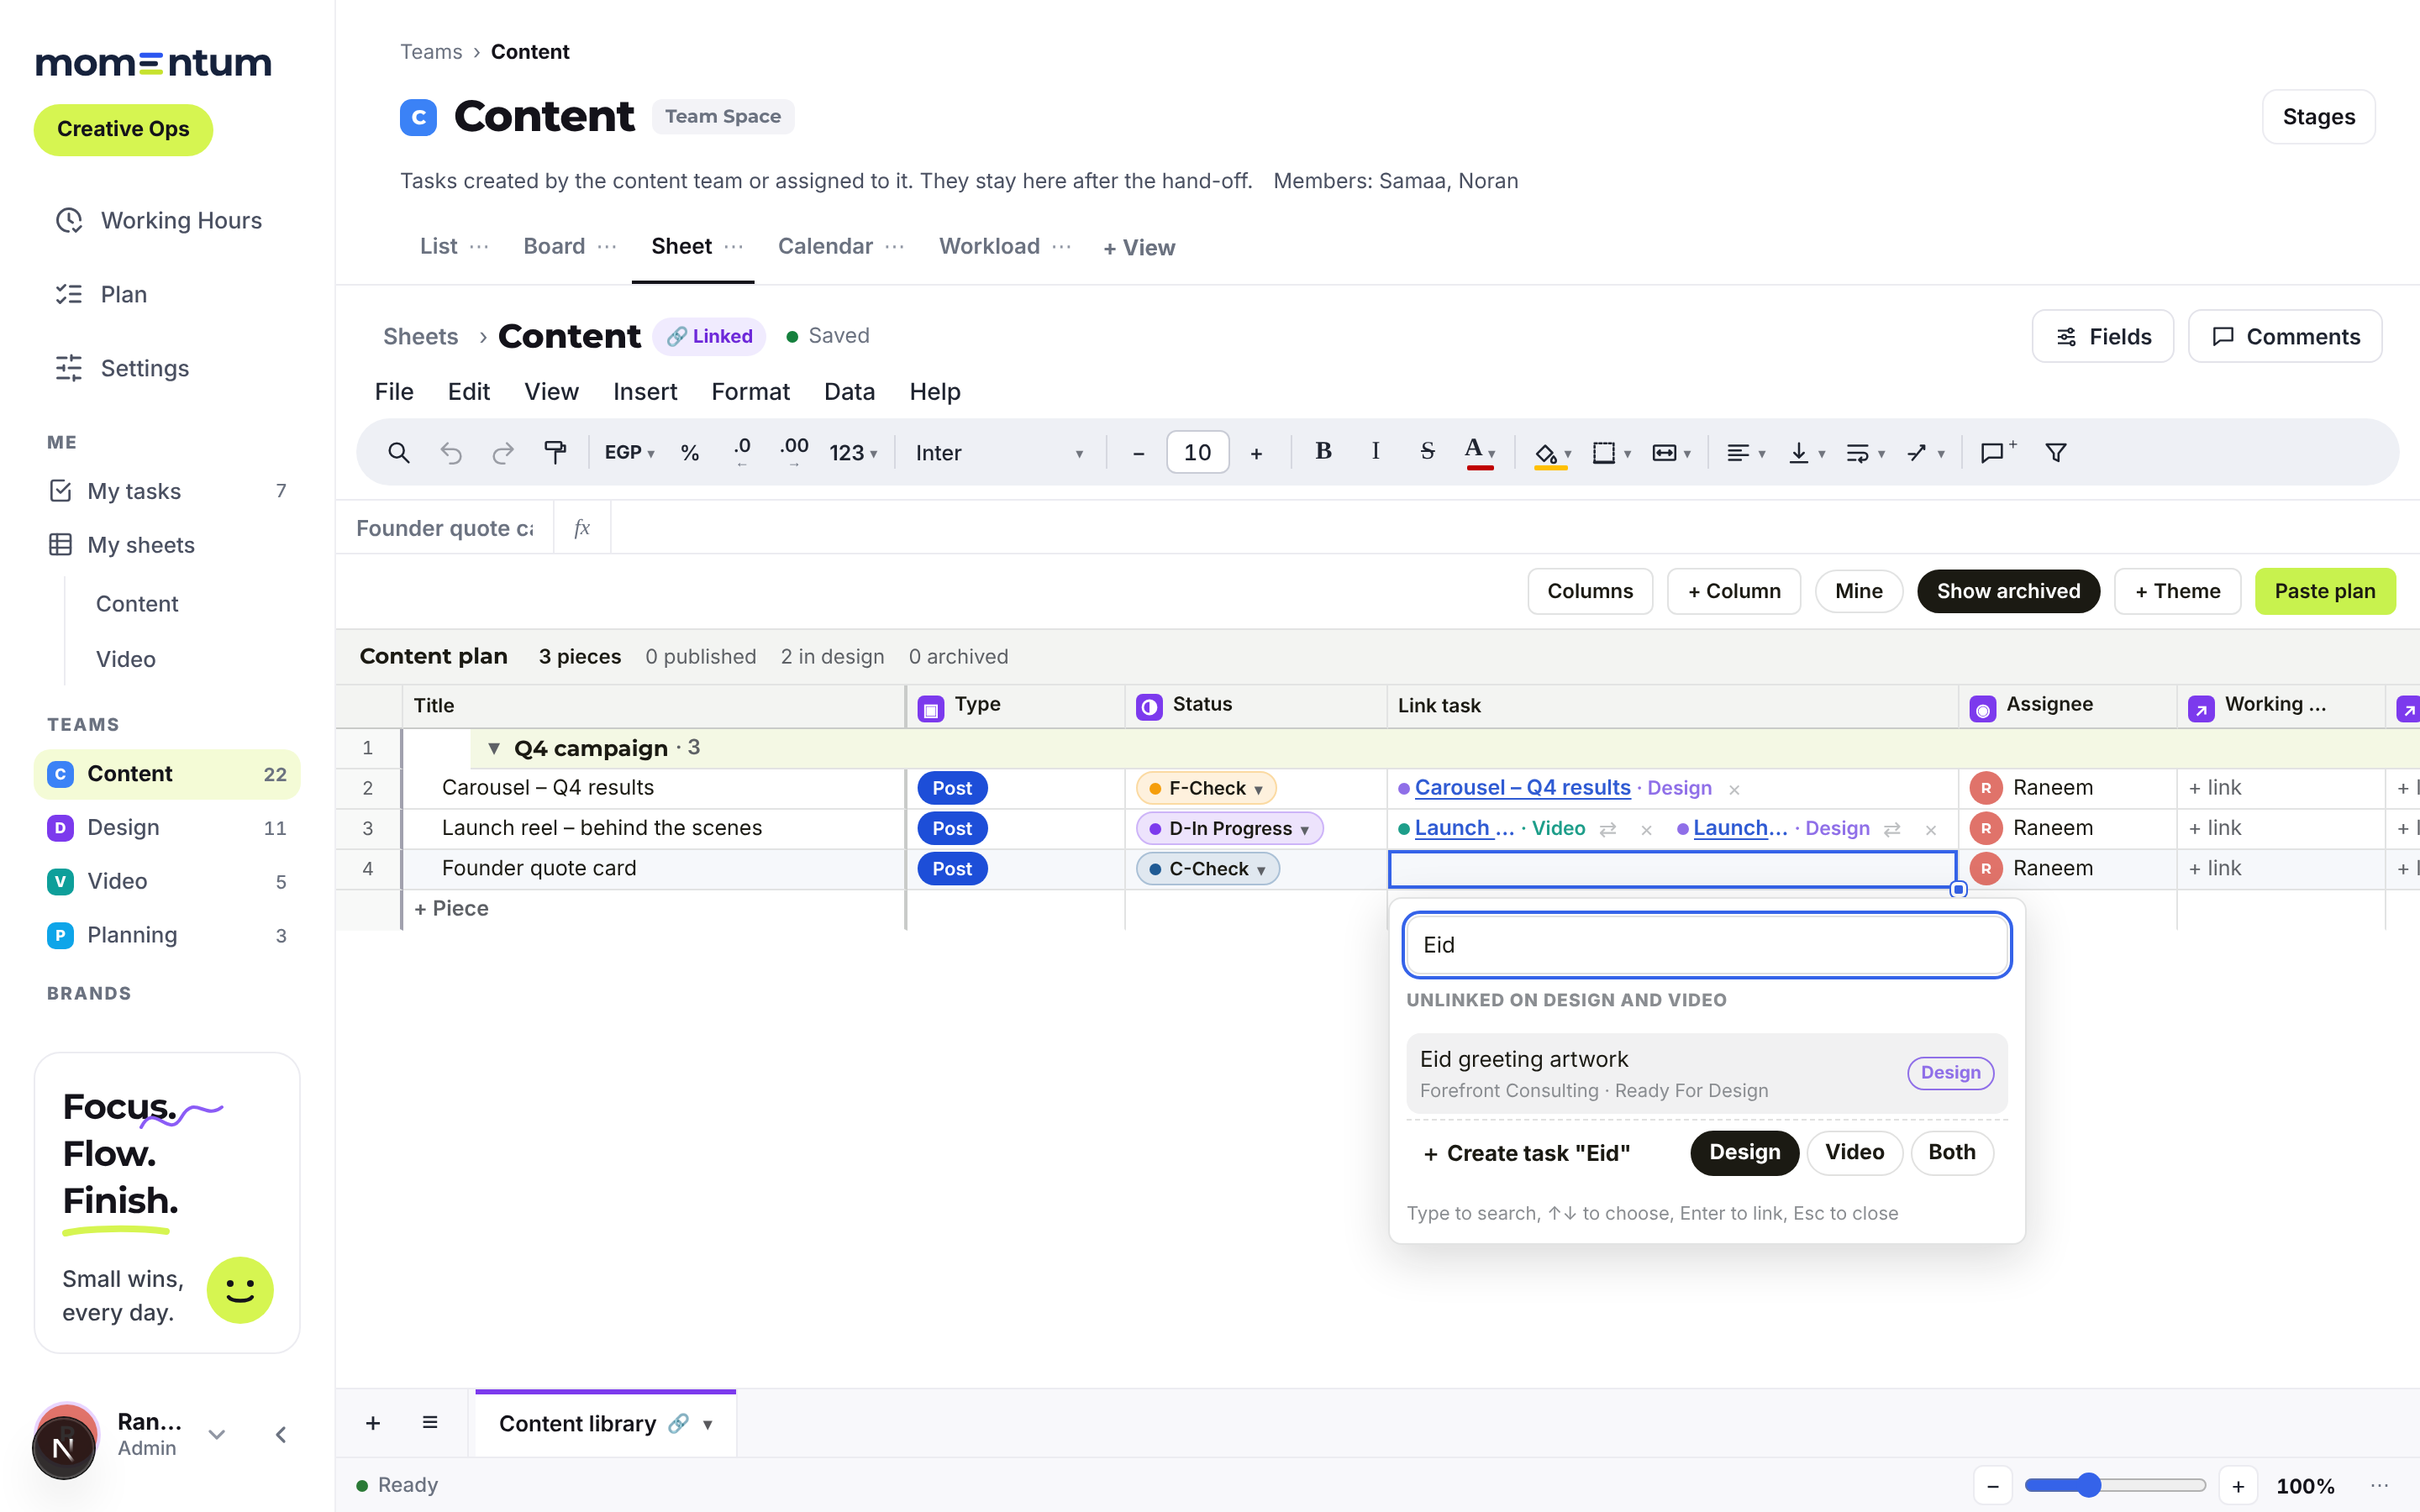 momentum
Creative Ops
Working Hours
Plan
Settings
ME
My tasks 7
My sheets
Content
Video
TEAMS
C Content 22
D Design 11
V Video 5
P Planning 3
BRANDS
Focus.
Flow.
Finish.
Small wins,
every day.
N Ran...
Admin
Teams › Content
C Content Team Space Stages
Tasks created by the content team or assigned to it. They stay here after the hand-off. Members: Samaa, Noran
List ··· Board ··· Sheet ··· Calendar ··· Workload ··· + View
Sheets › Content 🔗 Linked Saved Fields Comments
File Edit View Insert Format Data Help
EGP % .0 .00 123 Inter − 10 + B I S A
Founder quote ca fx
Columns + Column Mine Show archived + Theme Paste plan
Content plan 3 pieces 0 published 2 in design 0 archived
Title Type Status Link task Assignee Working ...
1 ▼ Q4 campaign · 3
2 Carousel – Q4 results Post F-Check ▾ Carousel – Q4 results · Design × R Raneem + link
3 Launch reel – behind the scenes Post D-In Progress ▾ Launch ... · Video ⇄ × Launch... · Design ⇄ × R Raneem + link
4 Founder quote card Post C-Check ▾ R Raneem + link
+ Piece
Eid
UNLINKED ON DESIGN AND VIDEO
Eid greeting artwork
Forefront Consulting · Ready For Design Design
+ Create task "Eid" Design Video Both
Type to search, ↑↓ to choose, Enter to link, Esc to close
+ ≡ Content library 🔗 ▾
Ready − + 100% ···